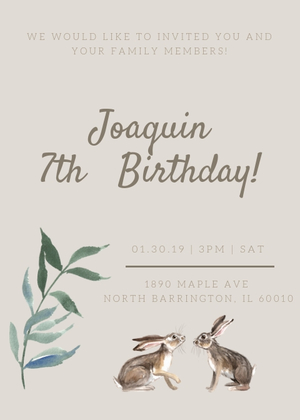 WE WOULD LIKE TO INVITED YOU AND
YOUR FAMILY MEMBERS!
Joaquin
7th Birthday!
01.30.19 | 3PM | SAT
1890 MAPLE AVE
NORTH BARRINGTON, IL 60010